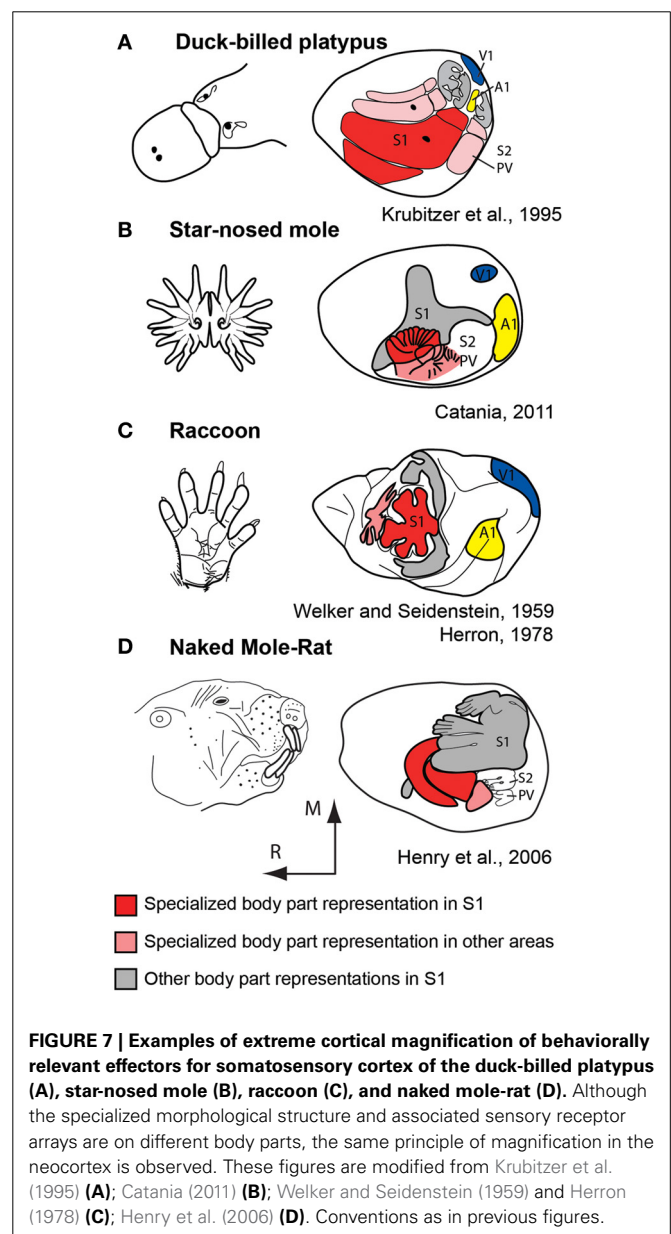 A Duck-billed platypus
V1
A1
S1
S2
PV
Krubitzer et al., 1995
B Star-nosed mole
V1
S1
A1
S2
PV
Catania, 2011
C Raccoon
V1
S1
A1
Welker and Seidenstein, 1959
Herron, 1978
D Naked Mole-Rat
S1
S2
PV
M
R
Henry et al., 2006
Specialized body part representation in S1
Specialized body part representation in other areas
Other body part representations in S1
FIGURE 7 | Examples of extreme cortical magnification of behaviorally
relevant effectors for somatosensory cortex of the duck-billed platypus
(A), star-nosed mole (B), raccoon (C), and naked mole-rat (D). Although
the specialized morphological structure and associated sensory receptor
arrays are on different body parts, the same principle of magnification in the
neocortex is observed. These figures are modified from Krubitzer et al.
(1995) (A); Catania (2011) (B); Welker and Seidenstein (1959) and Herron
(1978) (C); Henry et al. (2006) (D). Conventions as in previous figures.